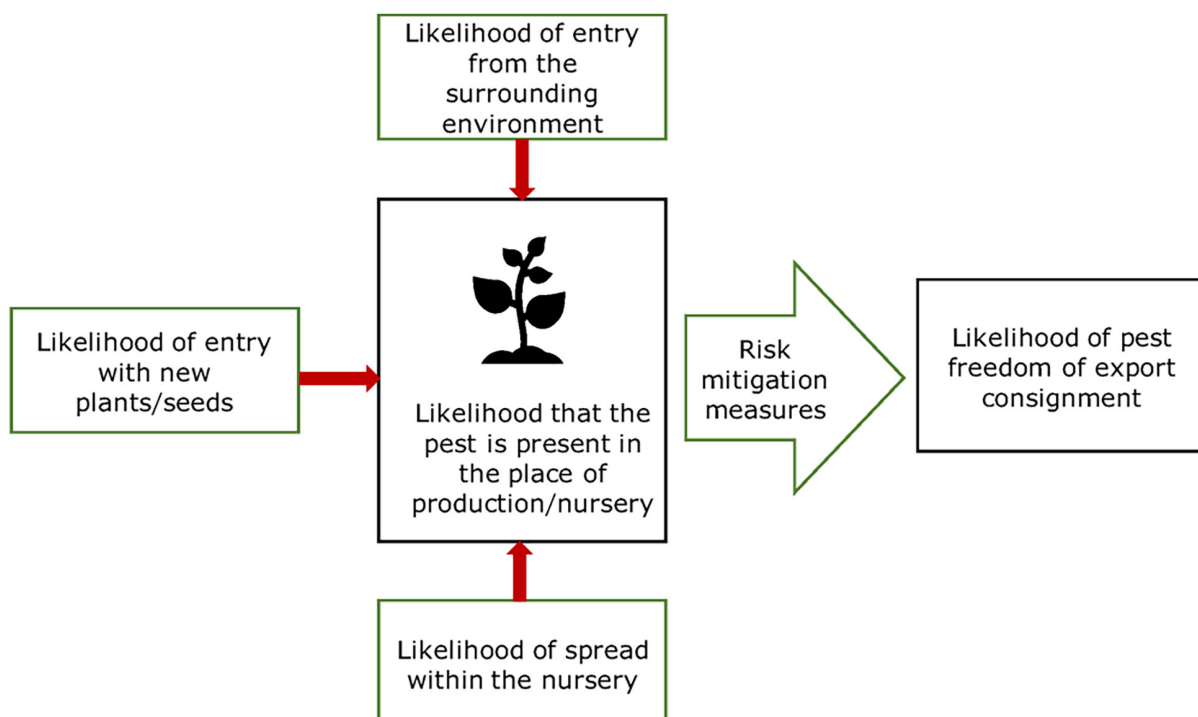 Likelihood of entry
from the
surrounding
environment
Likelihood of entry
with new
plants/seeds
Likelihood that the
pest is present in
the place of
production/nursery
Risk
mitigation
measures
Likelihood of pest
freedom of export
consignment
Likelihood of spread
within the nursery